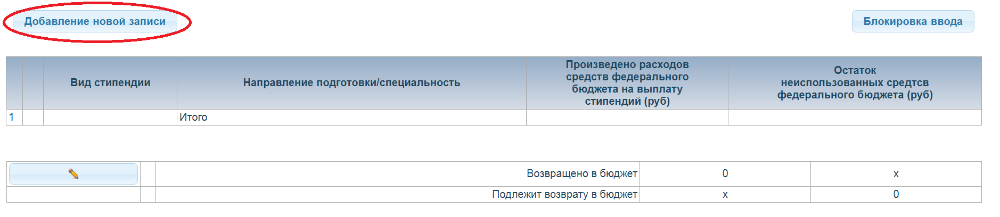 Добавление новой записи
Блокировка ввода
Вид стипендии
Направление подготовки/специальность
Произведено расходов
средств федерального
бюджета на выплату
стипендий (руб)
Остаток
неиспользованных средтсв
федерального бюджета (руб)
1 Итого
Возвращено в бюджет 0 x
Подлежит возврату в бюджет x 0